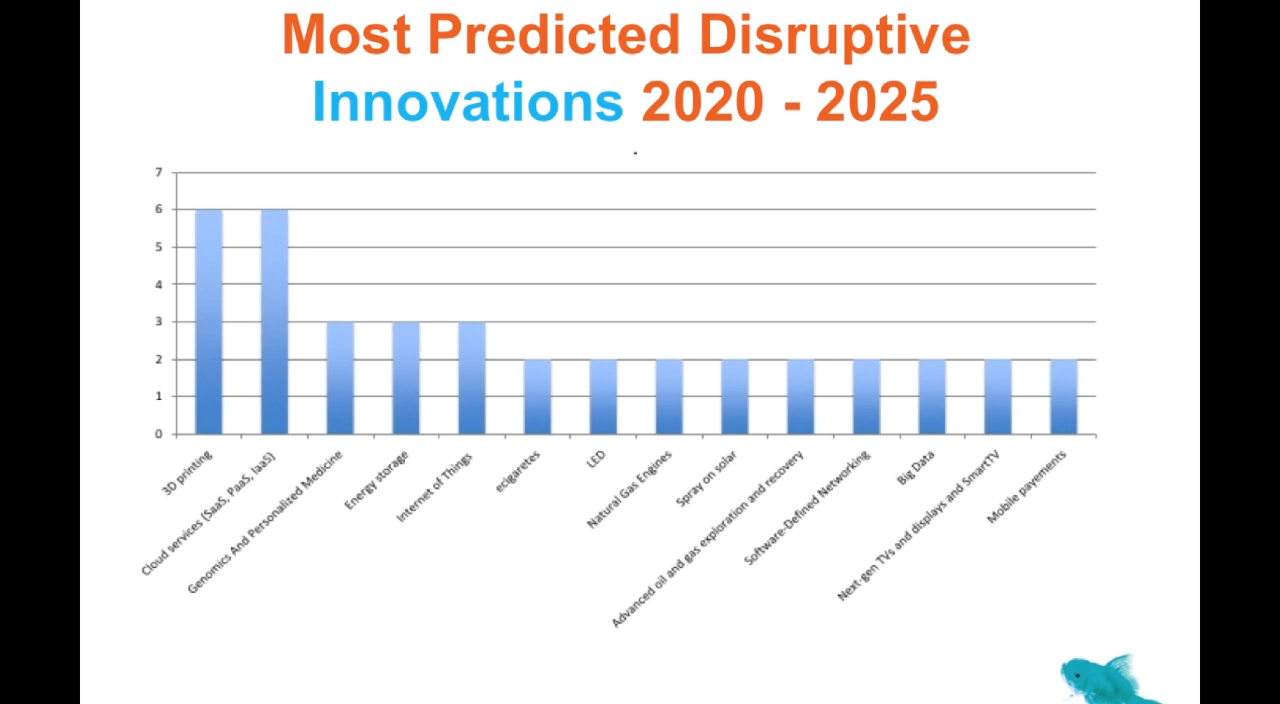 Most Predicted Disruptive
Innovations 2020 - 2025
7
6
5
4
3
2
1
0
3D printing
Cloud services (SaaS, PaaS, IaaS)
Genomics And Personalized Medicine
Energy storage
Internet of Things
ecigaretes
LED
Natural Gas Engines
Spray on solar
Advanced oil and gas exploration and recovery
Software-Defined Networking
Big Data
Next-gen TVs and displays and SmartTV
Mobile payements